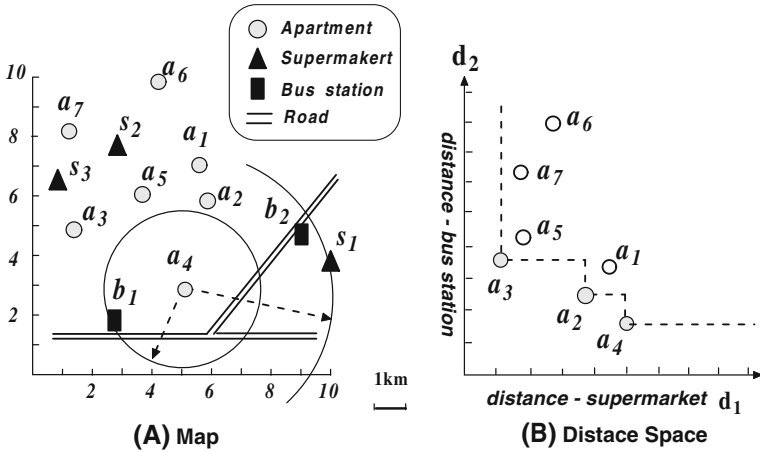 Apartment
Supermakert
Bus station
Road
10
8
6
4
2
2
4
6
8
10
a6
a7
s2
a1
s3
a5
a2
a3
b2
s1
a4
b1
1km
(A) Map
d2
distance - bus station
a6
a7
a5
a1
a3
a2
a4
distance - supermarket d1
(B) Distace Space